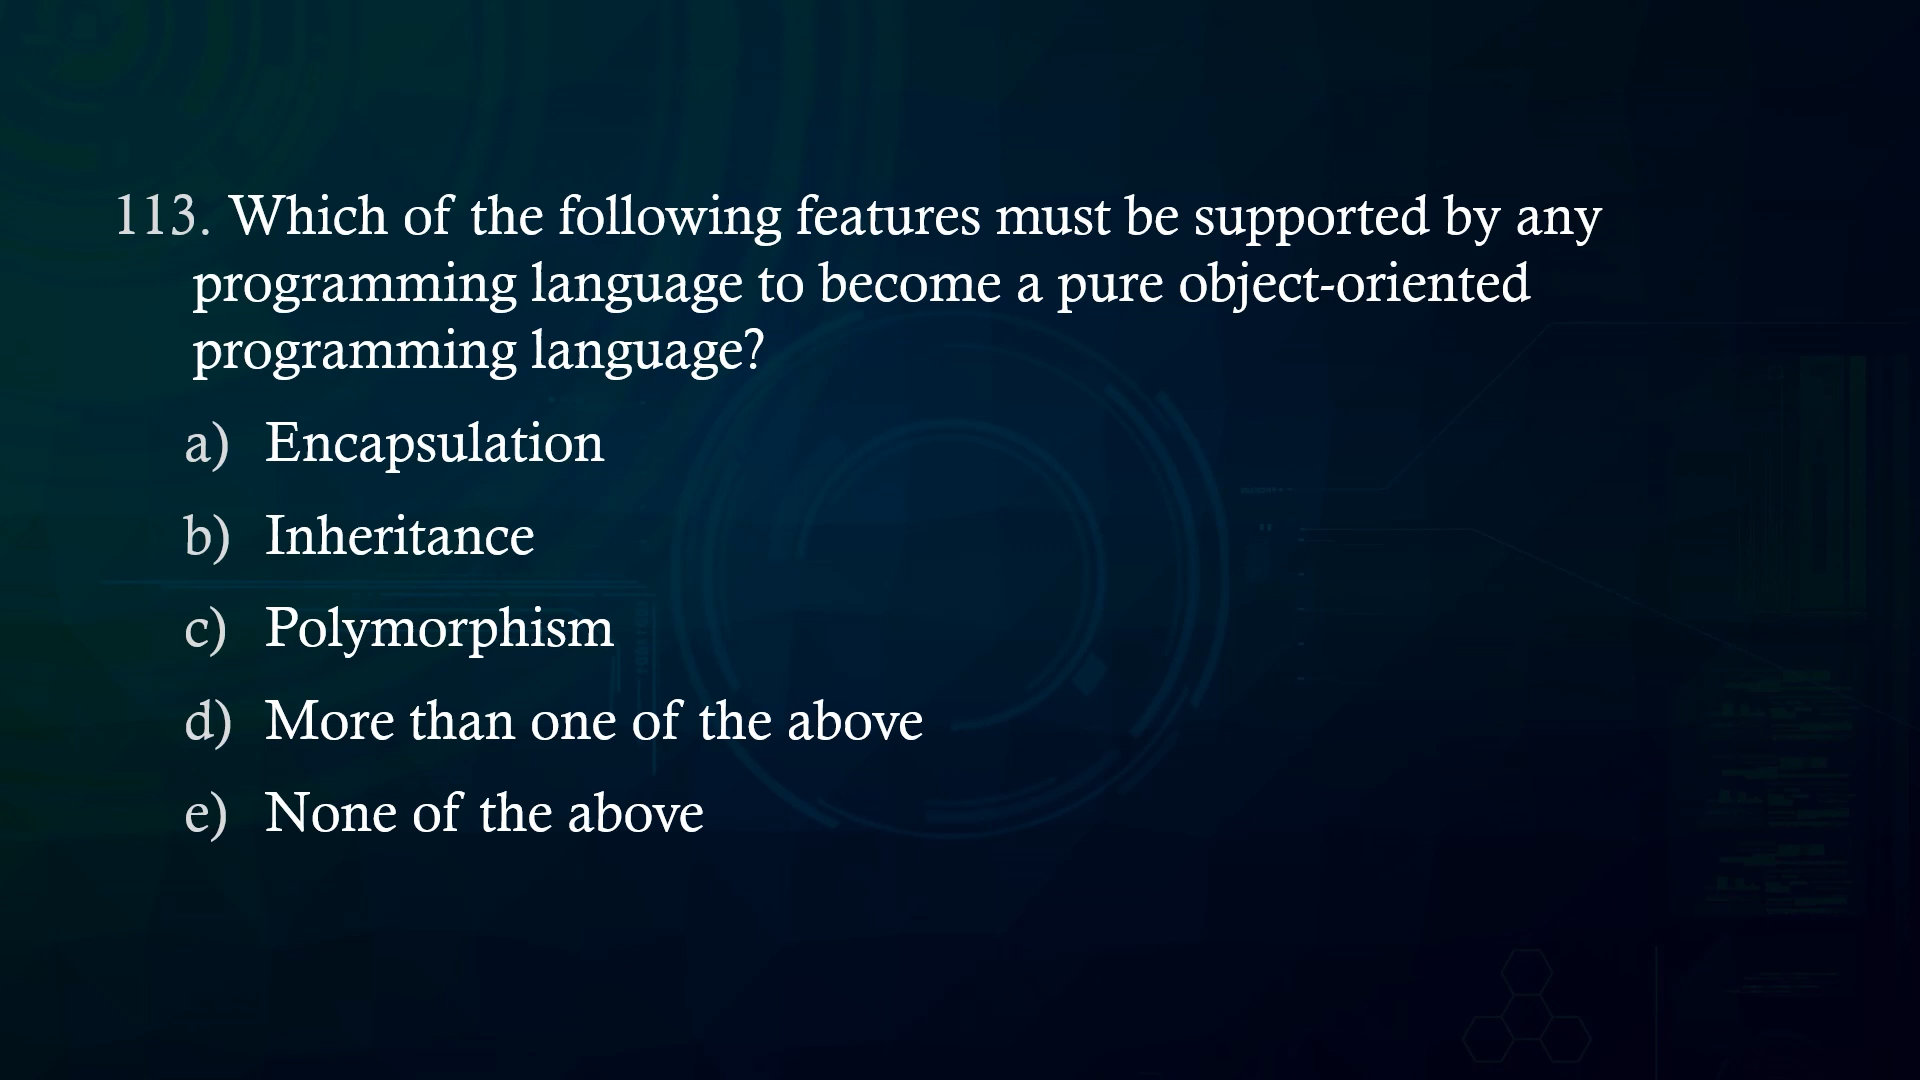 113. Which of the following features must be supported by any
programming language to become a pure object-oriented
programming language?
a) Encapsulation
b) Inheritance
c) Polymorphism
d) More than one of the above
e) None of the above